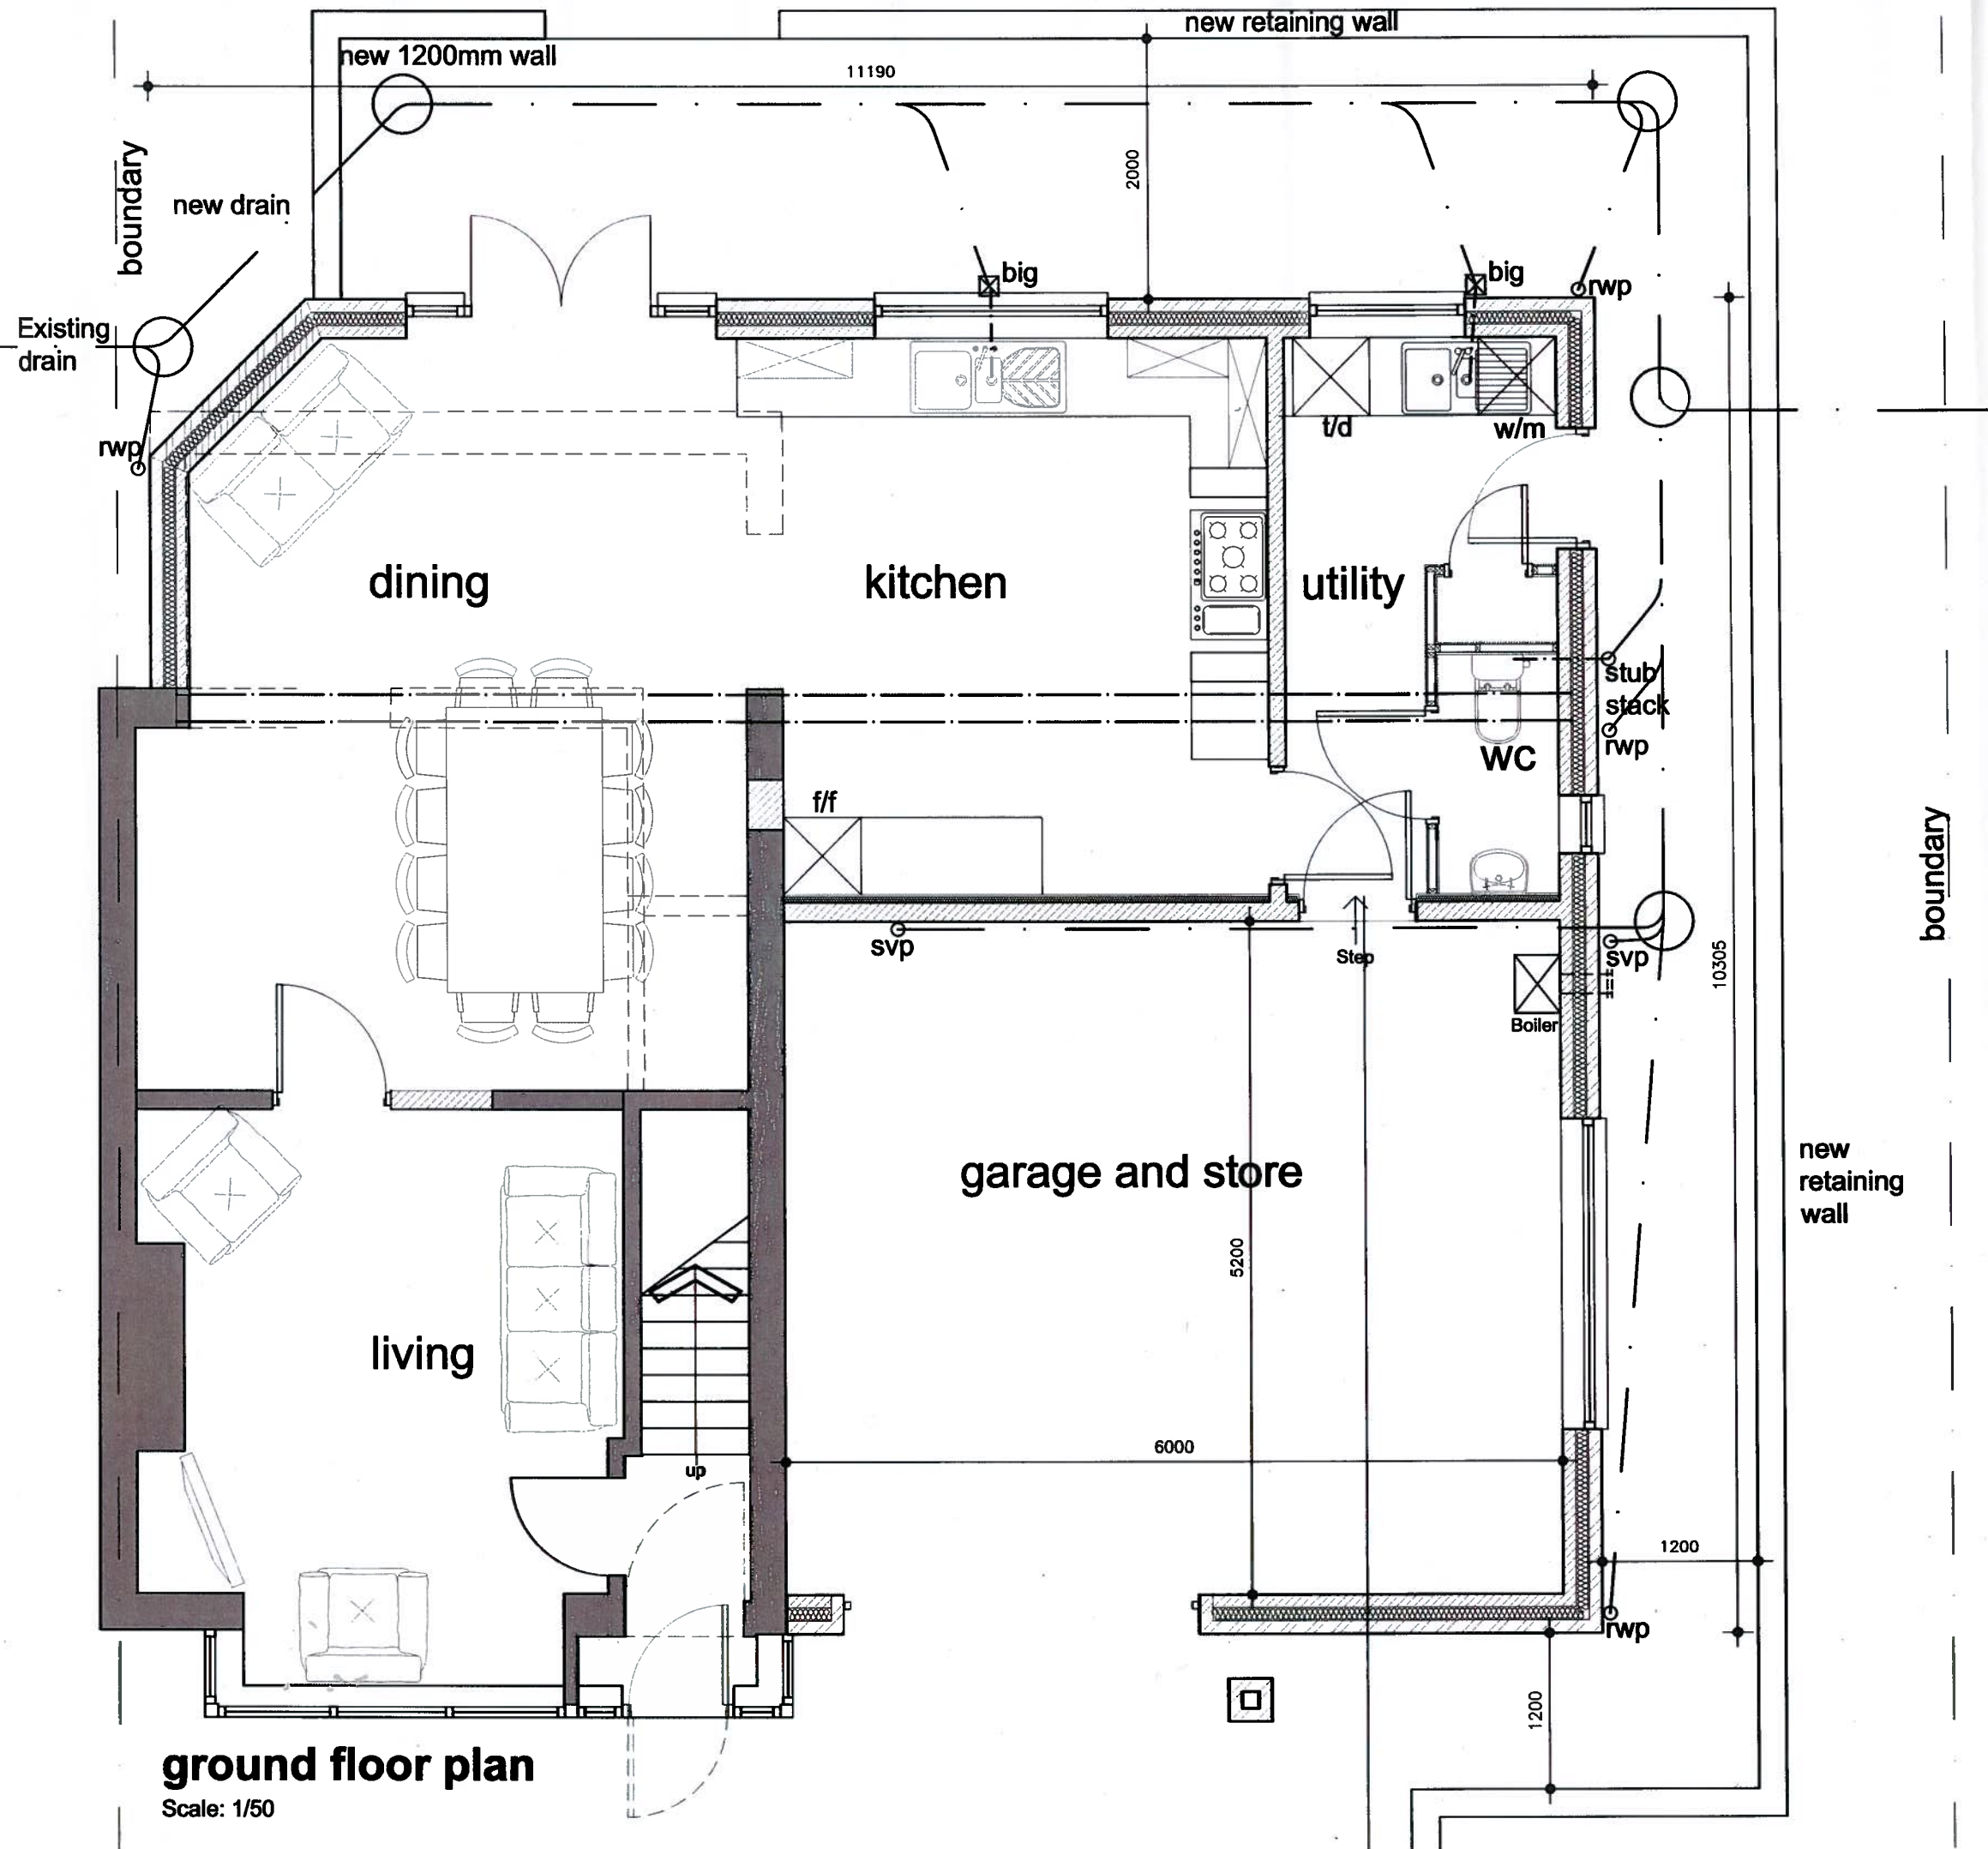 new retaining wall
new 1200mm wall
11190
boundary
2000
new drain
big
big
rwp
Existing
drain
rwp
t/d
w/m
dining
kitchen
utility
stub
stack
rwp
WC
f/f
boundary
svp
Step
svp
10305
Boiler
new
retaining
wall
garage and store
5200
living
6000
up
1200
rwp
1200
ground floor plan
Scale: 1/50